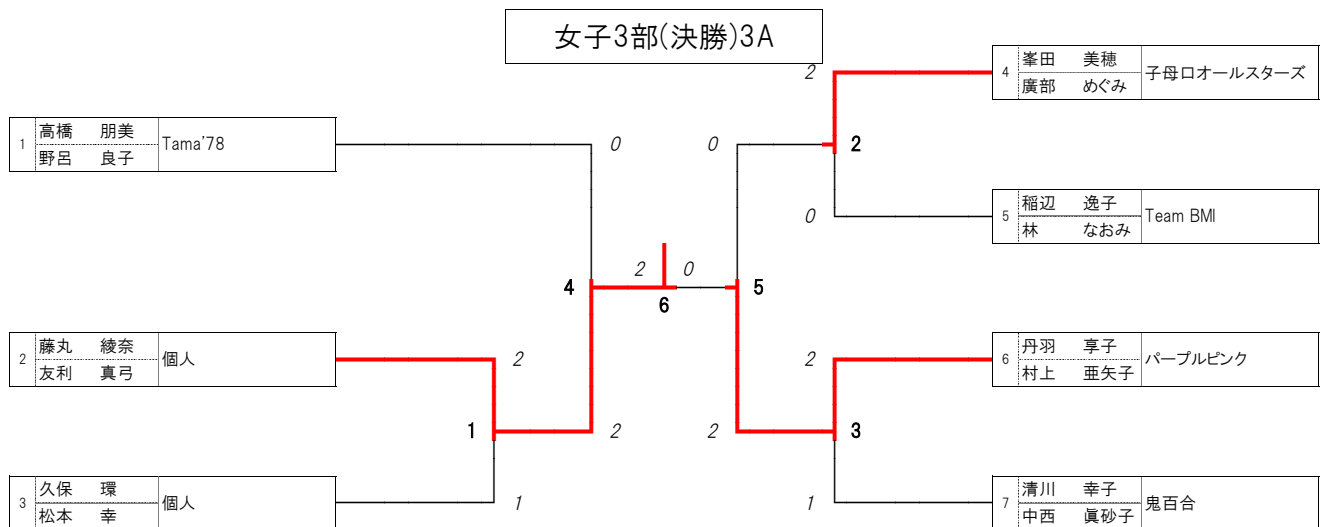 女子3部(決勝)3A
1
高橋 朋美
野呂 良子
Tama'78
0
2
藤丸 綾奈
友利 真弓
個人
2
1
2
3
久保 環
松本 幸
個人
1
4
2
6
0
5
4
峯田 美穂
廣部 めぐみ
子母口オールスターズ
2
0
2
5
稲辺 逸子
林 なおみ
Team BMI
0
6
丹羽 享子
村上 亜矢子
パープルピンク
2
2
3
7
清川 幸子
中西 眞砂子
鬼百合
1